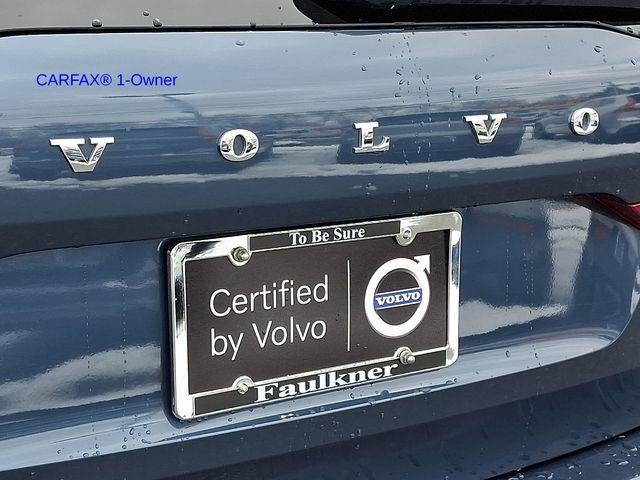 CARFAX® 1-Owner
VOLVO
To Be Sure
Certified
by Volvo
VOLVO
Faulkner